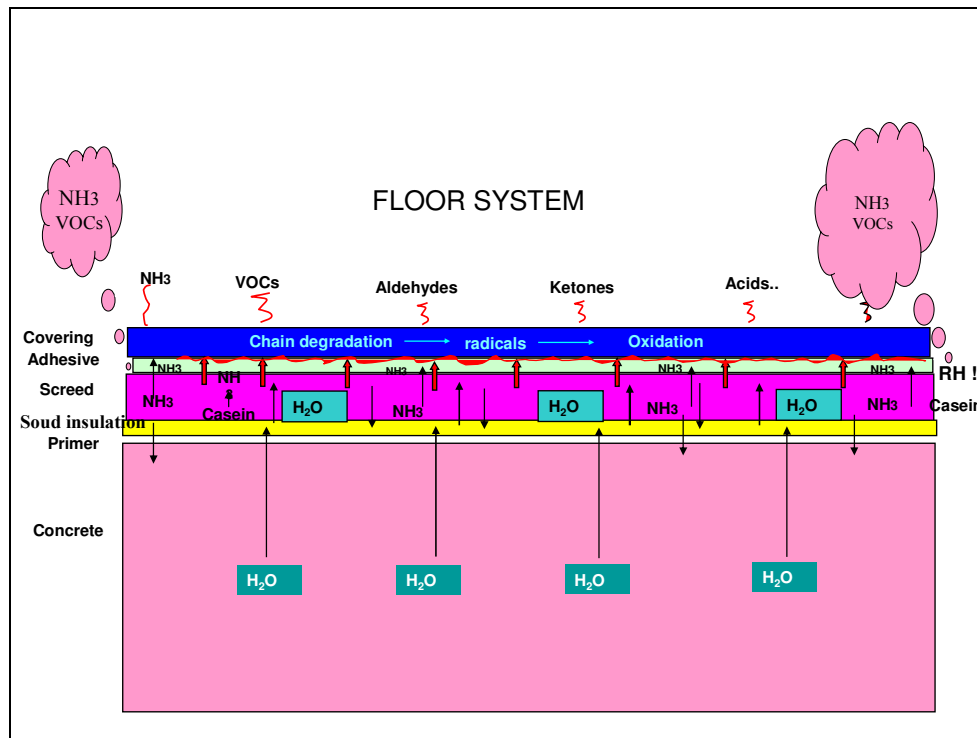 FLOOR SYSTEM
NH3
VOCs
NH3
VOCs
NH3
VOCs
Aldehydes
Ketones
Acids..
Covering
Chain degradation
radicals
Oxidation
Adhesive
NH3
NH3
NH3
NH3
RH !
Screed
NH
3
NH3
Casein
H2O
NH3
H2O
NH3
H2O
NH3
Casein
Soud insulation
Primer
Concrete
H2O
H2O
H2O
H2O